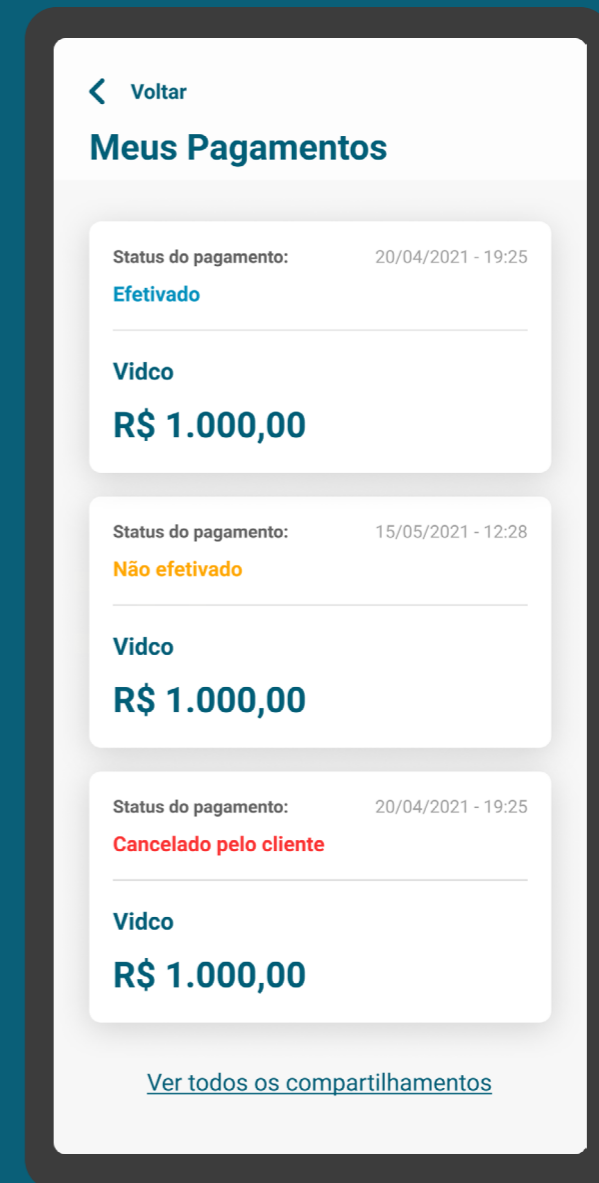 Voltar
Meus Pagamentos
Status do pagamento: 20/04/2021 - 19:25
Efetivado
Vidco
R$ 1.000,00
Status do pagamento: 15/05/2021 - 12:28
Não efetivado
Vidco
R$ 1.000,00
Status do pagamento: 20/04/2021 - 19:25
Cancelado pelo cliente
Vidco
R$ 1.000,00
Ver todos os compartilhamentos